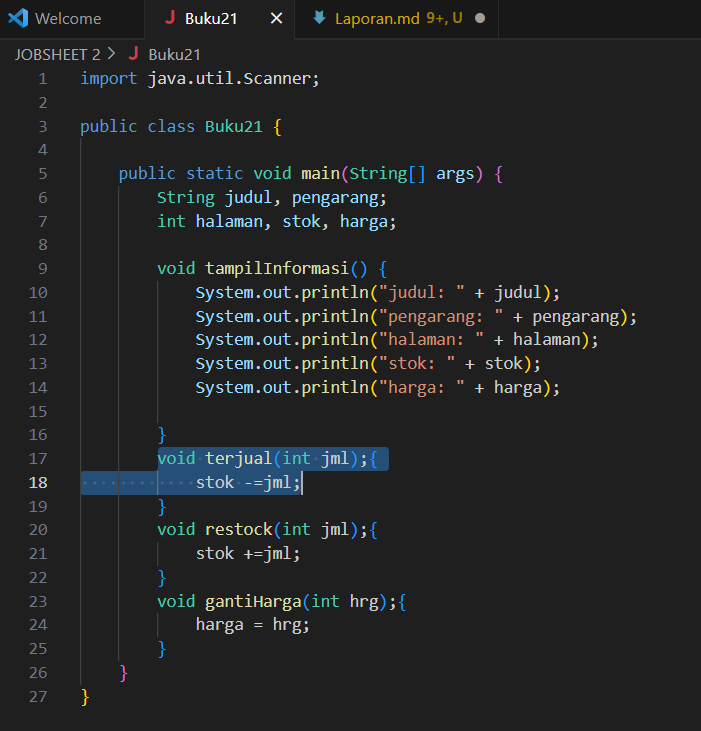 Welcome
Buku21
Laporan.md 9+, U
JOBSHEET 2 > Buku21
1 import java.util.Scanner;
2
3 public class Buku21 {
4
5 public static void main(String[] args) {
6 String judul, pengarang;
7 int halaman, stok, harga;
8
9 void tampilInformasi() {
10 System.out.println("judul: " + judul);
11 System.out.println("pengarang: " + pengarang);
12 System.out.println("halaman: " + halaman);
13 System.out.println("stok: " + stok);
14 System.out.println("harga: " + harga);
15
16 }
17 void terjual(int jml);{
18 stok -=jml;
19 }
20 void restock(int jml);{
21 stok +=jml;
22 }
23 void gantiHarga(int hrg);{
24 harga = hrg;
25 }
26 }
27 }